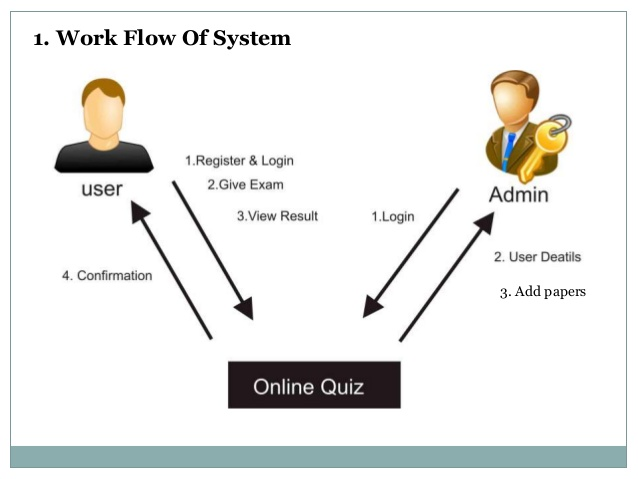 1. Work Flow Of System
1.Register & Login
2.Give Exam
user
Admin
3.View Result
1.Login
2. User Deatils
4. Confirmation
3. Add papers
Online Quiz